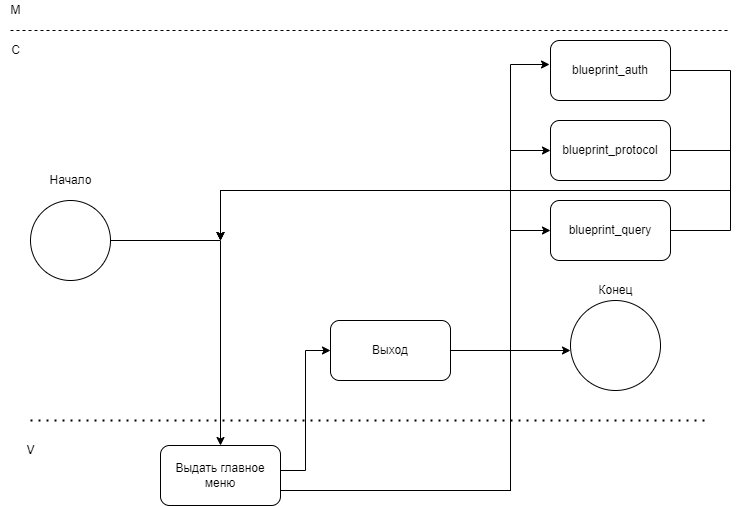 M
C
blueprint_auth
blueprint_protocol
Начало
blueprint_query
Конец
Выход
V
Выдать главное
меню